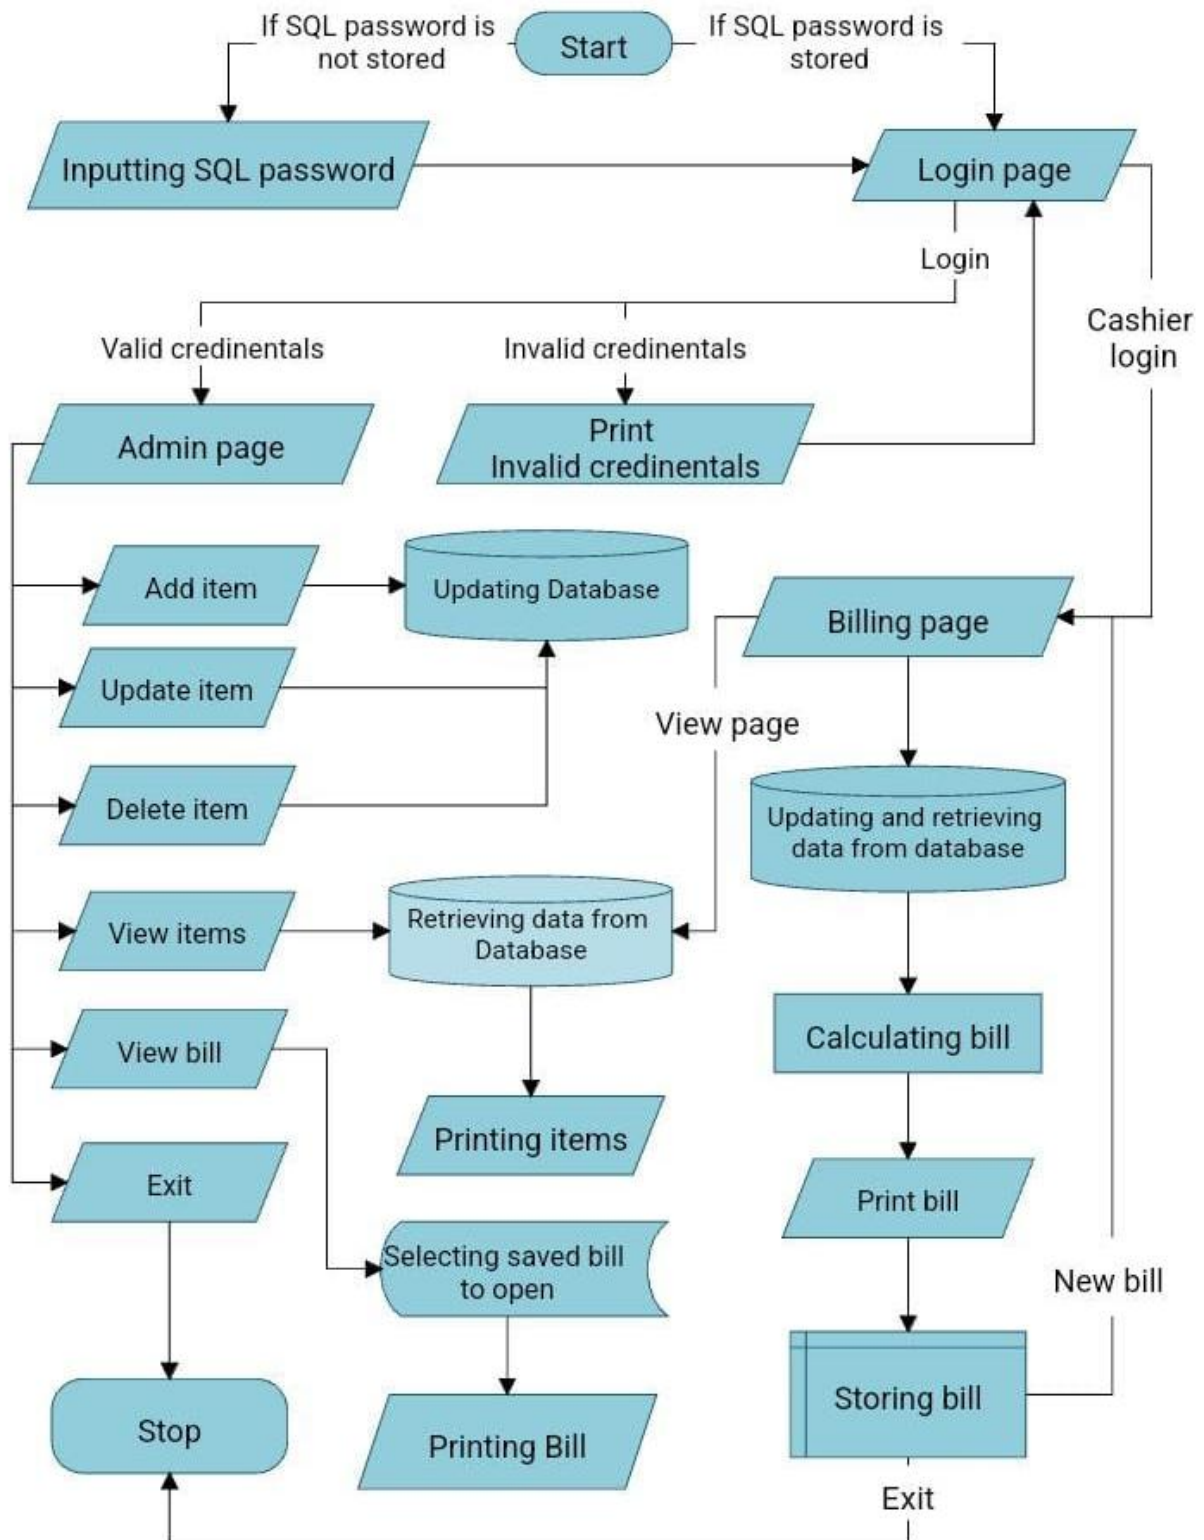 If SQL password is
not stored
Start
If SQL password is
stored
Inputting SQL password
Login page
Login
Cashier
login
Valid credinentals
Invalid credinentals
Admin page
Print
Invalid credinentals
Add item
Updating Database
Billing page
Update item
View page
Delete item
Updating and retrieving
data from database
View items
Retrieving data from
Database
View bill
Calculating bill
Printing items
Exit
Print bill
Selecting saved bill
to open
New bill
Stop
Printing Bill
Storing bill
Exit